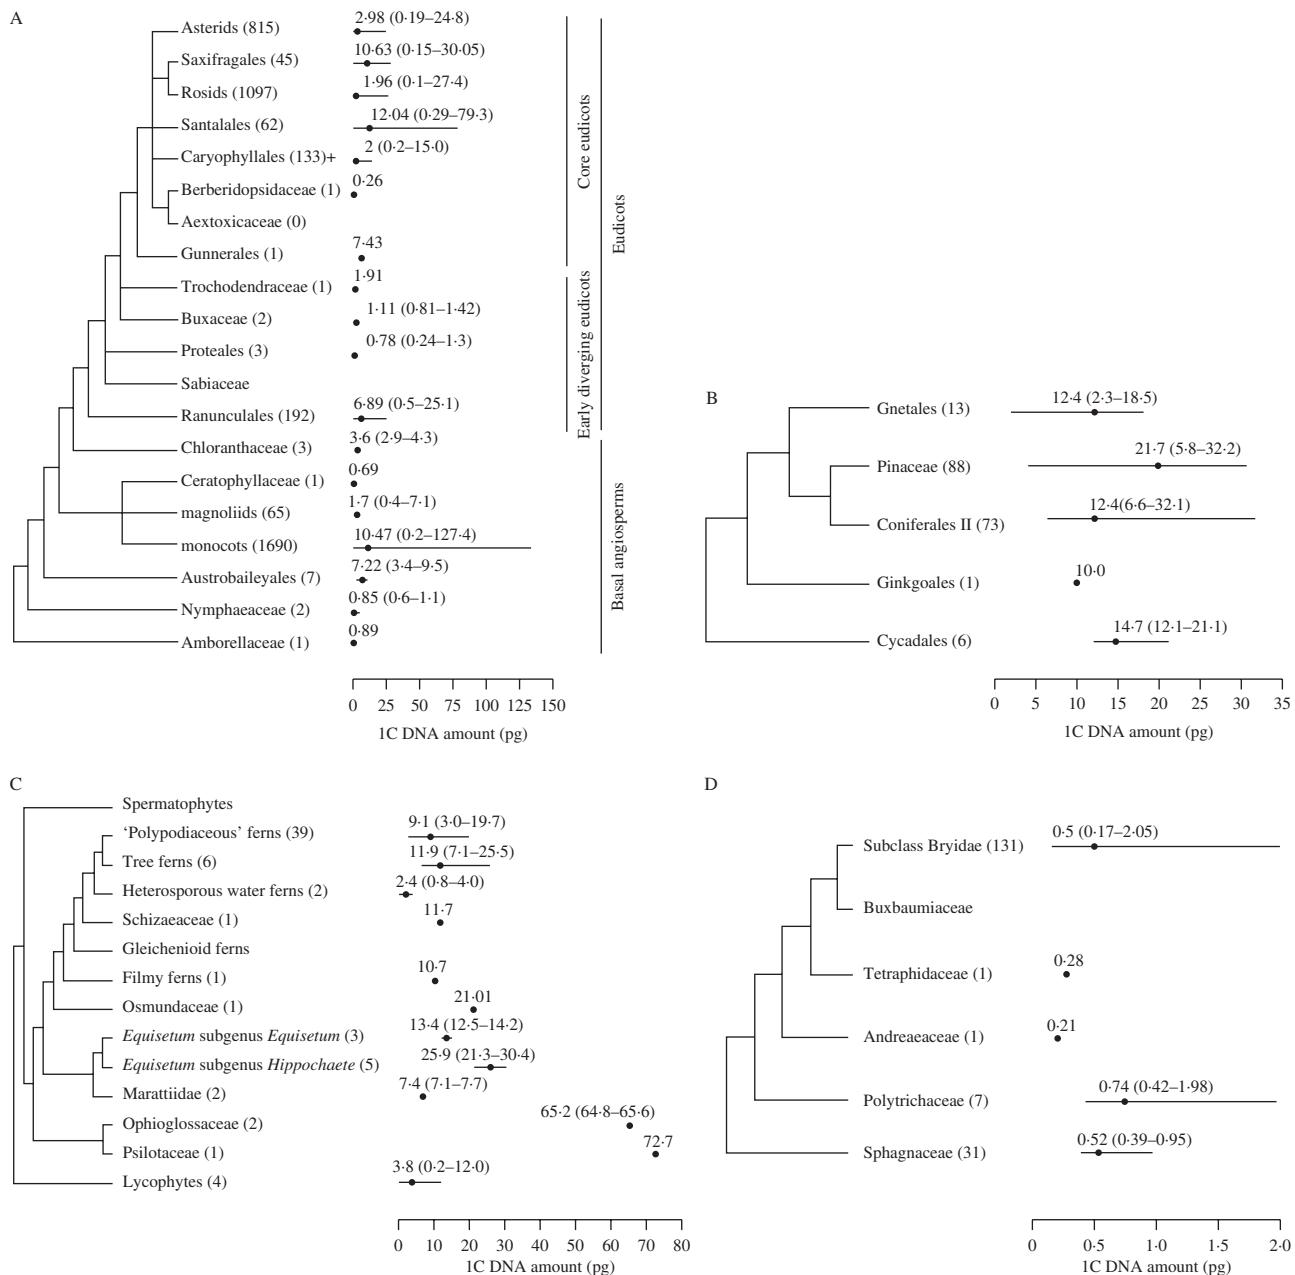 A
Asterids (815)
2·98 (0·19–24·8)
Saxifragales (45)
10·63 (0·15–30·05)
Rosids (1097)
1·96 (0·1–27·4)
Santalales (62)
12·04 (0·29–79·3)
Caryophyllales (133)+
2 (0·2–15·0)
Berberidopsidaceae (1)
0·26
Aextoxicaceae (0)
Gunnerales (1)
7·43
Trochodendraceae (1)
1·91
Buxaceae (2)
1·11 (0·81–1·42)
Proteales (3)
0·78 (0·24–1·3)
Sabiaceae
Ranunculales (192)
6·89 (0·5–25·1)
Chloranthaceae (3)
3·6 (2·9–4·3)
Ceratophyllaceae (1)
0·69
magnoliids (65)
1·7 (0·4–7·1)
monocots (1690)
10·47 (0·2–127·4)
Austrobaileyales (7)
7·22 (3·4–9·5)
Nymphaeaceae (2)
0·85 (0·6–1·1)
Amborellaceae (1)
0·89
Core eudicots
Early diverging eudicots
Eudicots
Basal angiosperms
0 25 50 75 100 125 150
1C DNA amount (pg)
B
Gnetales (13)
12·4 (2·3–18·5)
Pinaceae (88)
21·7 (5·8–32·2)
Coniferales II (73)
12·4(6·6–32·1)
Ginkgoales (1)
10·0
Cycadales (6)
14·7 (12·1–21·1)
0 5 10 15 20 25 30 35
1C DNA amount (pg)
C
Spermatophytes
‘Polypodiaceous’ ferns (39)
9·1 (3·0–19·7)
Tree ferns (6)
11·9 (7·1–25·5)
Heterosporous water ferns (2)
2·4 (0·8–4·0)
Schizaeaceae (1)
11·7
Gleichenioid ferns
Filmy ferns (1)
10·7
Osmundaceae (1)
21·01
Equisetum subgenus Equisetum (3)
13·4 (12·5–14·2)
Equisetum subgenus Hippochaete (5)
25·9 (21·3–30·4)
Marattiidae (2)
7·4 (7·1–7·7)
Ophioglossaceae (2)
65·2 (64·8–65·6)
Psilotaceae (1)
72·7
Lycophytes (4)
3·8 (0·2–12·0)
0 10 20 30 40 50 60 70 80
1C DNA amount (pg)
D
Subclass Bryidae (131)
0·5 (0·17–2·05)
Buxbaumiaceae
Tetraphidaceae (1)
0·28
Andreaeaceae (1)
0·21
Polytrichaceae (7)
0·74 (0·42–1·98)
Sphagnaceae (31)
0·52 (0·39–0·95)
0 0·5 1·0 1·5 2·0
1C DNA amount (pg)